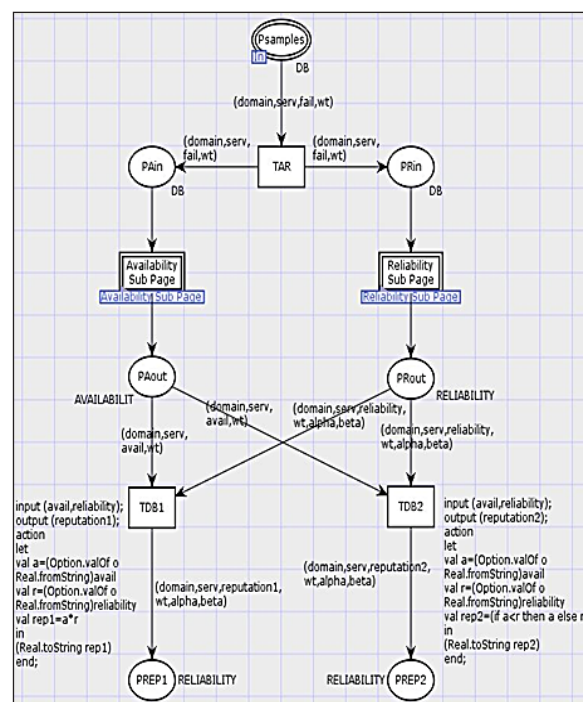 Psamples
In
DB
(domain,serv,fail,wt)
(domain,serv,
fail,wt)
(domain,serv,
fail,wt)
PAin
TAR
PRin
DB
DB
Availability
Sub Page
Availability Sub Page
Reliability
Sub Page
Reliability Sub Page
PAout
PRout
AVAILABILIT
RELIABILITY
(domain,serv,
avail,wt)
(domain,serv,
avail,wt)
(domain,serv,reliability,
wt,alpha,beta)
(domain,serv,reliability,
wt,alpha,beta)
TDB1
TDB2
input (avail,reliability);
output (reputation1);
action
let
val a=(Option.valOf o
Real.fromString)avail
val r=(Option.valOf o
Real.fromString)reliability
val rep1=a*r
in
(Real.toString rep1)
end;
input (avail,reliability);
output (reputation2);
action
let
val a=(Option.valOf o
Real.fromString)avail
val r=(Option.valOf o
Real.fromString)reliability
val rep2=(if a<r then a else r
in
(Real.toString rep2)
end;
(domain,serv,reputation1,
wt,alpha,beta)
(domain,serv,reputation2,
wt,alpha,beta)
PREP1
RELIABILITY
RELIABILITY
PREP2